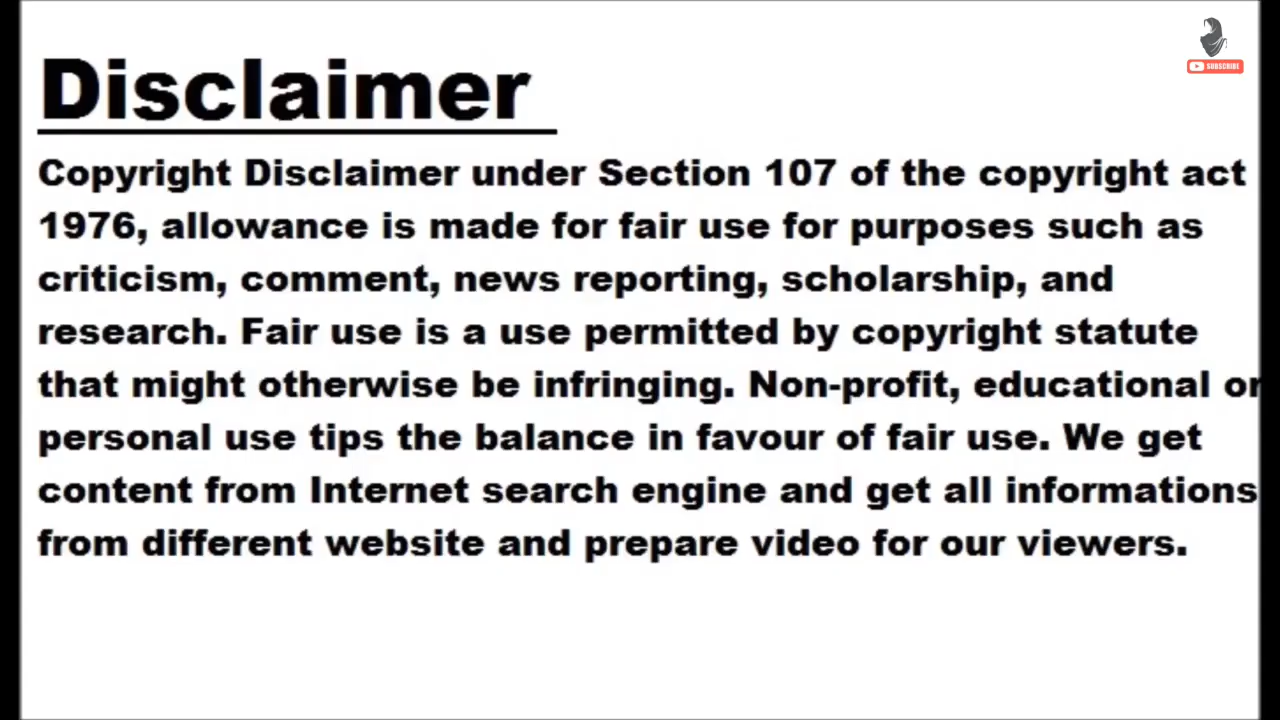 SUBSCRIBE
Disclaimer
Copyright Disclaimer under Section 107 of the copyright act
1976, allowance is made for fair use for purposes such as
criticism, comment, news reporting, scholarship, and
research. Fair use is a use permitted by copyright statute
that might otherwise be infringing. Non-profit, educational or
personal use tips the balance in favour of fair use. We get
content from Internet search engine and get all informations
from different website and prepare video for our viewers.